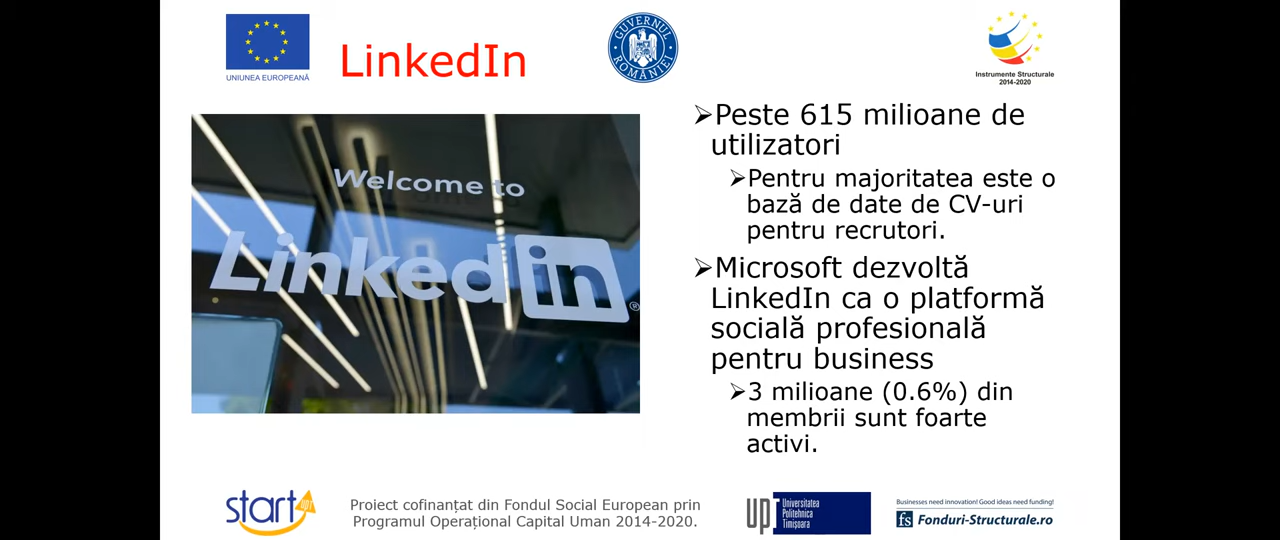 UNIUNEA EUROPEANĂ
LinkedIn
GUVERNUL ROMÂNIEI
Instrumente Structurale
2014-2020
Welcome to
Linkedin®
Peste 615 milioane de
utilizatori
Pentru majoritatea este o
bază de date de CV-uri
pentru recrutori.
Microsoft dezvoltă
LinkedIn ca o platformă
socială profesională
pentru business
3 milioane (0.6%) din
membrii sunt foarte
activi.
start upt
Proiect cofinanțat din Fondul Social European prin
Programul Operațional Capital Uman 2014-2020.
UPT
Universitatea
Politehnica
Timișoara
Businesses need innovation! Good ideas need funding!
fs Fonduri-Structurale.ro